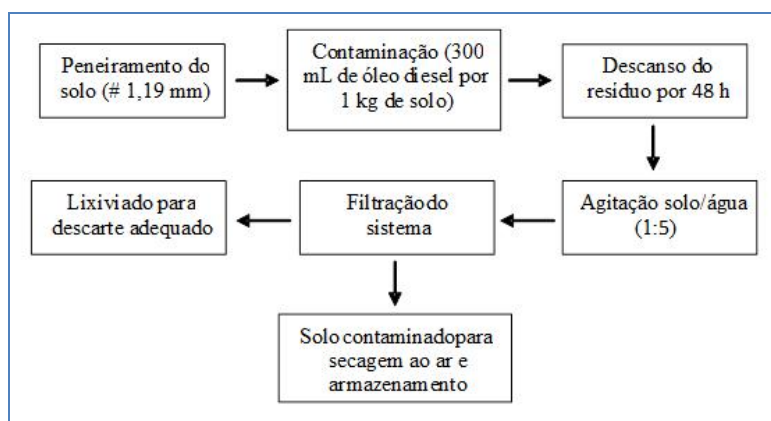 Peneiramento do
solo (# 1,19 mm)
Contaminação (300
mL de óleo diesel por
1 kg de solo)
Descanso do
resíduo por 48 h
Agitação solo/água
(1:5)
Filtração do
sistema
Lixiviado para
descarte adequado
Solo contaminadopara
secagem ao ar e
armazenamento